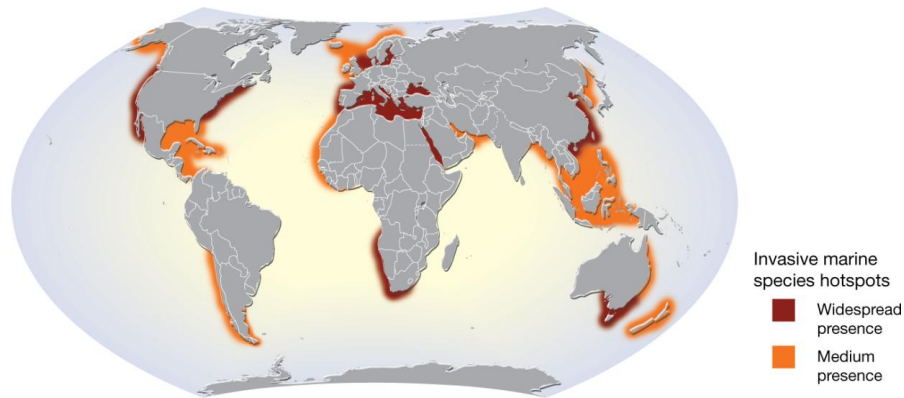 Invasive marine
species hotspots
Widespread
presence
Medium
presence